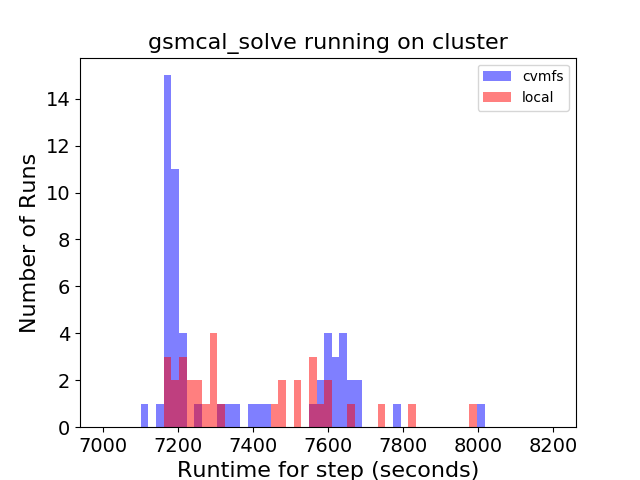 gsmcal_solve running on cluster
cvmfs
local
Number of Runs
14
12
10
8
6
4
2
0
7000 7200 7400 7600 7800 8000 8200
Runtime for step (seconds)